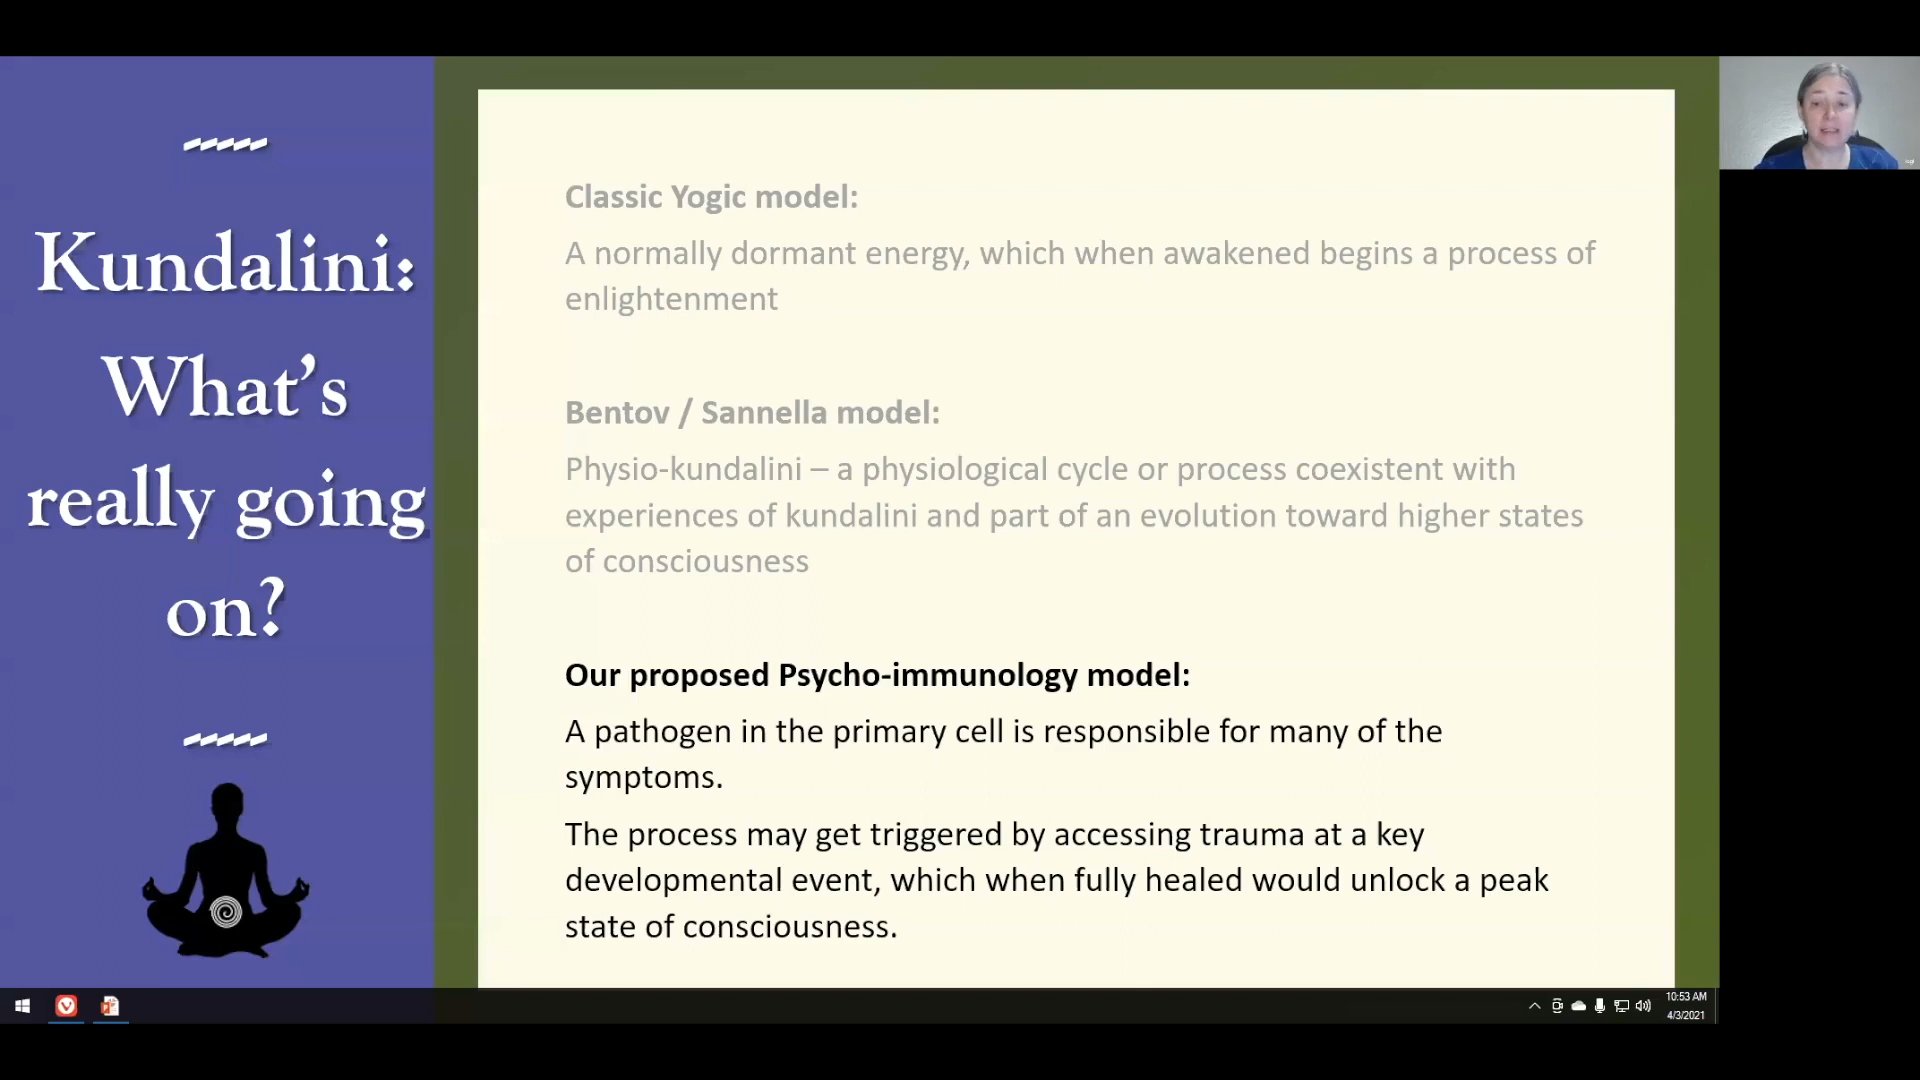 Kundalini:
What’s
really going
on?
Classic Yogic model:
A normally dormant energy, which when awakened begins a process of
enlightenment
Bentov / Sannella model:
Physio-kundalini – a physiological cycle or process coexistent with
experiences of kundalini and part of an evolution toward higher states
of consciousness
Our proposed Psycho-immunology model:
A pathogen in the primary cell is responsible for many of the
symptoms.
The process may get triggered by accessing trauma at a key
developmental event, which when fully healed would unlock a peak
state of consciousness.
10:53 AM
4/3/2021